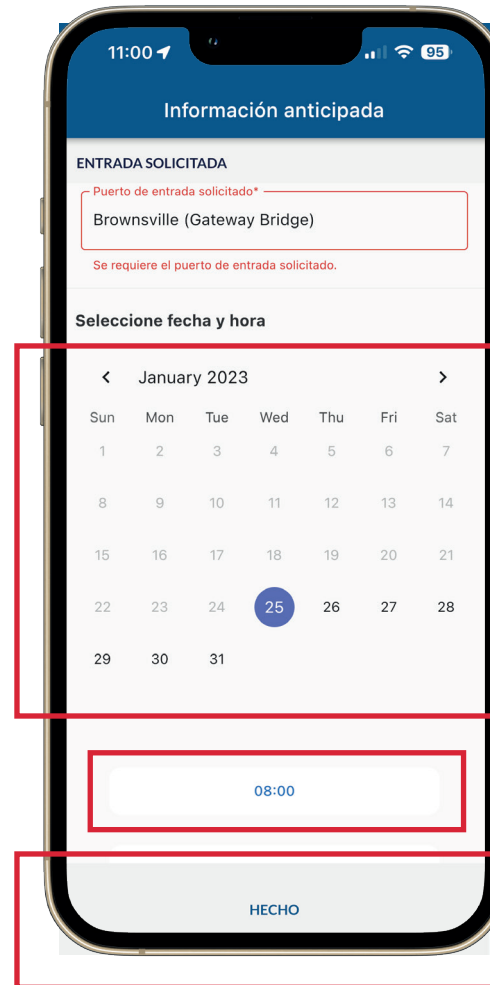 11:00 95
Información anticipada
ENTRADA SOLICITADA
Puerto de entrada solicitado*
Brownsville (Gateway Bridge)
Se requiere el puerto de entrada solicitado.
Seleccione fecha y hora
< January 2023 >
Sun Mon Tue Wed Thu Fri Sat
1 2 3 4 5 6 7
8 9 10 11 12 13 14
15 16 17 18 19 20 21
22 23 24 25 26 27 28
29 30 31
08:00
HECHO